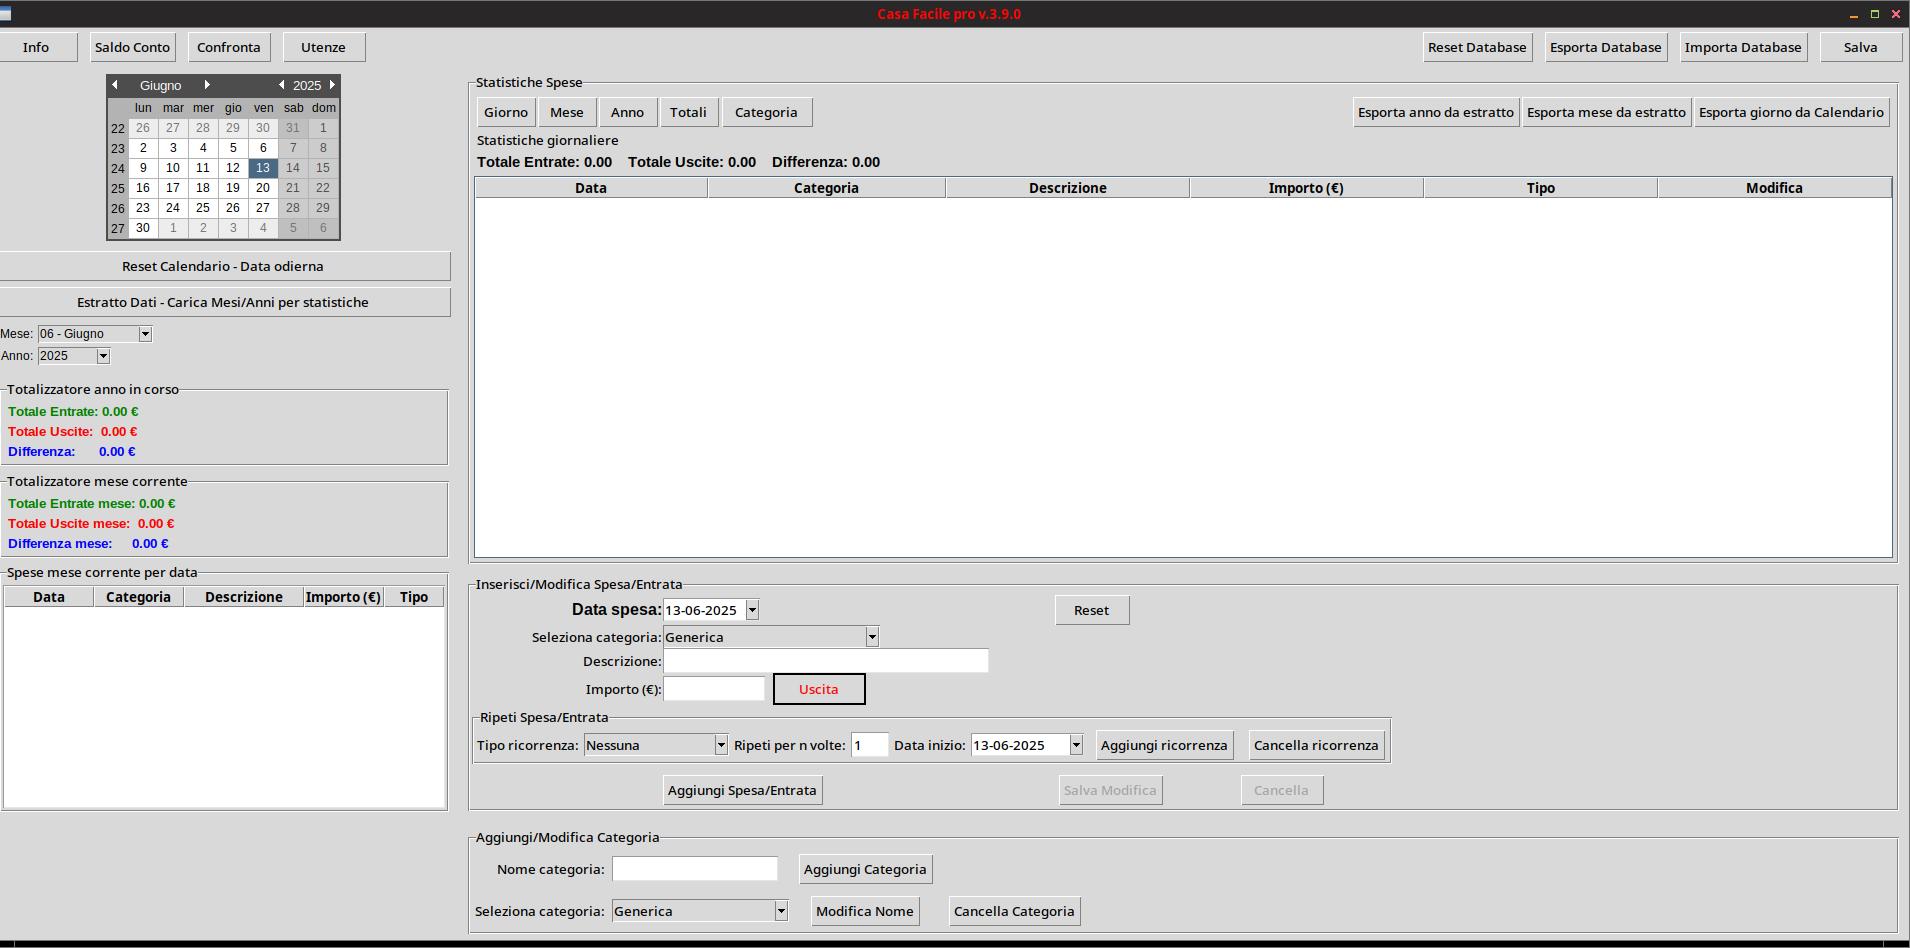 Casa Facile pro v.3.9.0
Info Saldo Conto Confronta Utenze Reset Database Esporta Database Importa Database Salva
Giugno 2025
lun mar mer gio ven sab dom
22 26 27 28 29 30 31 1
23 2 3 4 5 6 7 8
24 9 10 11 12 13 14 15
25 16 17 18 19 20 21 22
26 23 24 25 26 27 28 29
27 30 1 2 3 4 5 6
Reset Calendario - Data odierna
Estratto Dati - Carica Mesi/Anni per statistiche
Mese: 06 - Giugno
Anno: 2025
Totalizzatore anno in corso
Totale Entrate: 0.00 €
Totale Uscite: 0.00 €
Differenza: 0.00 €
Totalizzatore mese corrente
Totale Entrate mese: 0.00 €
Totale Uscite mese: 0.00 €
Differenza mese: 0.00 €
Spese mese corrente per data
Data Categoria Descrizione Importo (€) Tipo
Statistiche Spese
Giorno Mese Anno Totali Categoria Esporta anno da estratto Esporta mese da estratto Esporta giorno da Calendario
Statistiche giornaliere
Totale Entrate: 0.00 Totale Uscite: 0.00 Differenza: 0.00
Data Categoria Descrizione Importo (€) Tipo Modifica
Inserisci/Modifica Spesa/Entrata
Data spesa: 13-06-2025 Reset
Seleziona categoria: Generica
Descrizione:
Importo (€): Uscita
Ripeti Spesa/Entrata
Tipo ricorrenza: Nessuna Ripeti per n volte: 1 Data inizio: 13-06-2025 Aggiungi ricorrenza Cancella ricorrenza
Aggiungi Spesa/Entrata Salva Modifica Cancella
Aggiungi/Modifica Categoria
Nome categoria: Aggiungi Categoria
Seleziona categoria: Generica Modifica Nome Cancella Categoria